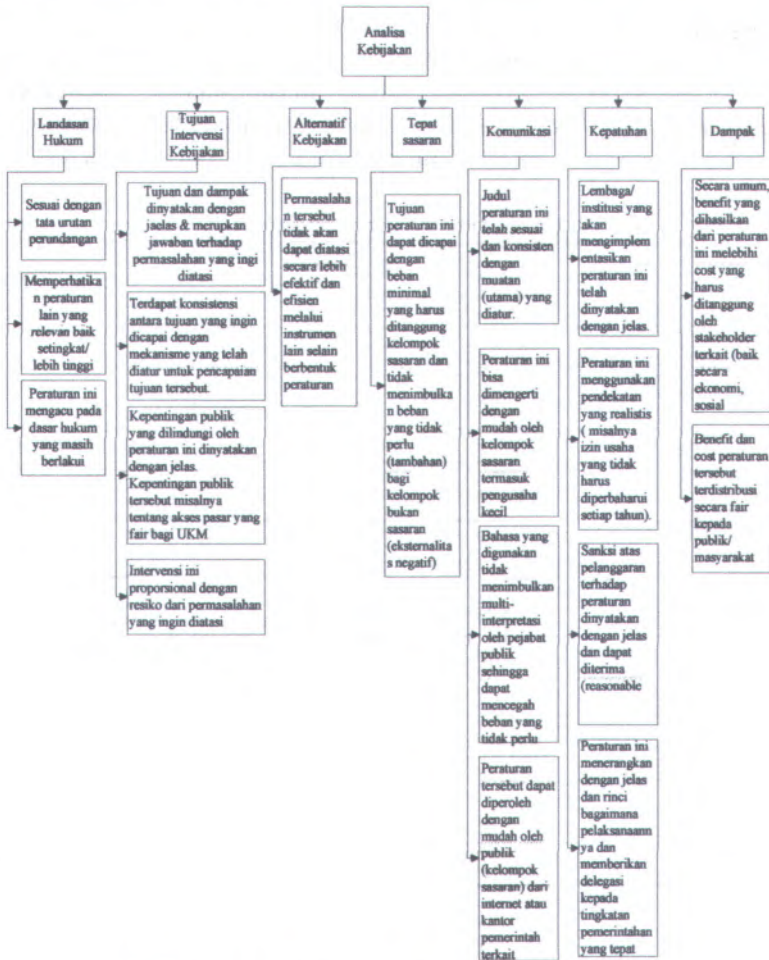 Analisa
Kebijakan
Landasan
Hukum
Sesuai dengan
tata urutan
perundangan
Memperhatika
n peraturan
lain yang
relevan baik
setingkat/
lebih tinggi
Peraturan ini
mengacu pada
dasar hukum
yang masih
berlakui
Tujuan
Intervensi
Kebijakan
Tujuan dan dampak
dinyatakan dengan
jaelas & merupkan
jawaban terhadap
permasalahan yang ingi
diatasi
Terdapat konsistensi
antara tujuan yang ingin
dicapai dengan
mekanisme yang telah
diatur untuk pencapaian
tujuan tersebut.
Kepentingan publik
yang dilindungi oleh
peraturan ini dinyatakan
dengan jelas.
Kepentingan publik
tersebut misalnya
tentang akses pasar yang
fair bagi UKM
Intervensi ini
proporsional dengan
resiko dari permasalahan
yang ingin diatasi
Alternatif
Kebijakan
Permasalaha
n tersebut
tidak akan
dapat diatasi
secara lebih
efektif dan
efisien
melalui
instrumen
lain selain
berbentuk
peraturan
Tepat
sasaran
Tujuan
peraturan ini
dapat dicapai
dengan
beban
minimal
yang harus
ditanggung
kelompok
sasaran dan
tidak
menimbulka
n beban
yang tidak
perlu
(tambahan)
bagi
kelompok
bukan
sasaran
(eksternalita
s negatif)
Komunikasi
Judul
peraturan ini
telah sesuai
dan konsisten
dengan
muatan
(utama) yang
diatur.
Peraturan ini
bisa
dimengerti
dengan
mudah oleh
kelompok
sasaran
termasuk
pengusaha
kecil
Bahasa yang
digunakan
tidak
menimbulkan
multi-
interpretasi
oleh pejabat
publik
sehingga
dapat
mencegah
beban yang
tidak perlu
Peraturan
tersebut dapat
diperoleh
dengan
mudah oleh
publik
(kelompok
sasaran) dari
internet atau
kantor
pemerintah
terkait
Kepatuhan
Lembaga/
institusi yang
akan
mengimplem
entasikan
peraturan ini
telah
dinyatakan
dengan jelas.
Peraturan ini
menggunakan
pendekatan
yang realistis
( misalnya
izin usaha
yang tidak
harus
diperbaharui
setiap tahun).
Sanksi atas
pelanggaran
terhadap
peraturan
dinyatakan
dengan jelas
dan dapat
diterima
(reasonable
Peraturan ini
menerangkan
dengan jelas
dan rinci
bagaimana
pelaksanaann
ya dan
memberikan
delegasi
kepada
tingkatan
pemerintahan
yang tepat
Dampak
Secara umum,
benefit yang
dihasilkan
dari peraturan
ini melebihi
cost yang
harus
ditanggung
oleh
stakeholder
terkait (baik
secara
ekonomi,
sosial
Benefit dan
cost peraturan
tersebut
terdistribusi
secara fair
kepada
publik/
masyarakat